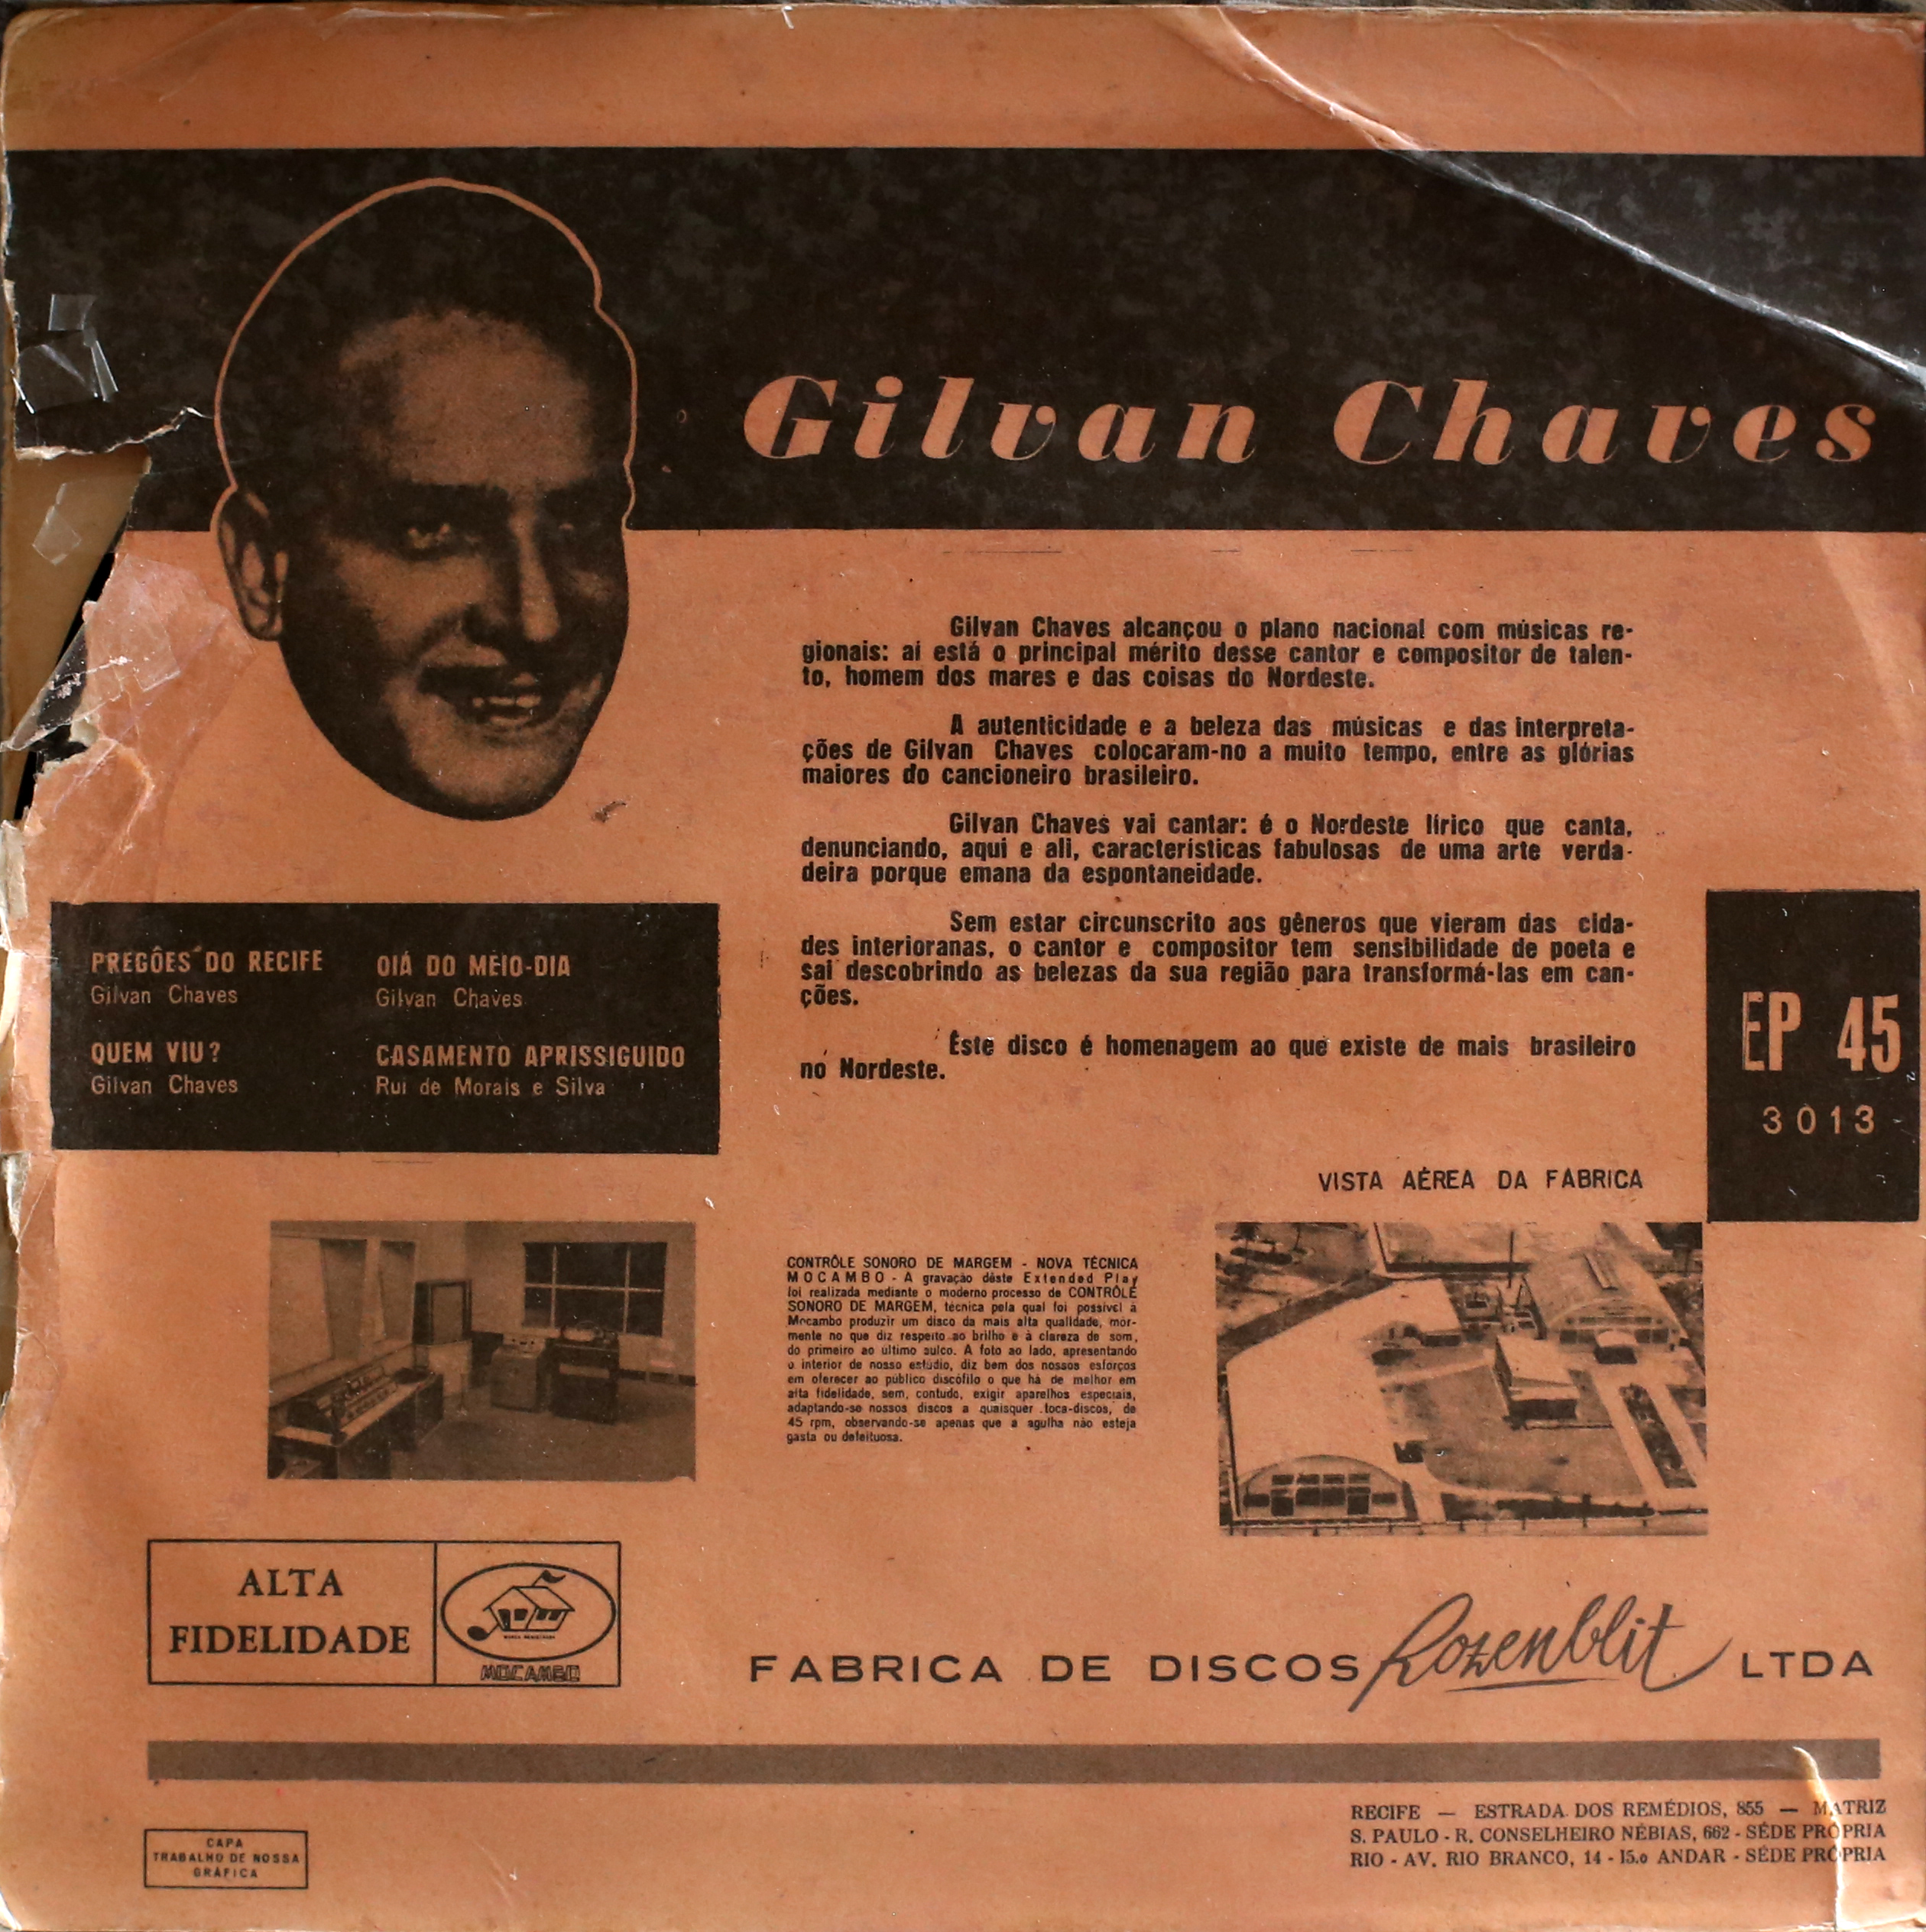 Gilvan Chaves
Gilvan Chaves alcançou o plano nacional com músicas re-
gionais: aí está o principal mérito desse cantor e compositor de talen-
to, homem dos mares e das coisas do Nordeste.
A autenticidade e a beleza das músicas e das interpreta-
ções de Gilvan Chaves colocaram-no a muito tempo, entre as glórias
maiores do cancioneiro brasileiro.
Gilvan Chaves vai cantar: é o Nordeste lírico que canta,
denunciando, aqui e ali, características fabulosas de uma arte verda-
deira porque emana da espontaneidade.
Sem estar circunscrito aos gêneros que vieram das cida-
des interioranas, o cantor e compositor tem sensibilidade de poeta e
sai descobrindo as belezas da sua região para transformá-las em can-
ções.
Êste disco é homenagem ao que existe de mais brasileiro
no Nordeste.
PREGÕES DO RECIFE
Gilvan Chaves
QUEM VIU?
Gilvan Chaves
OIÁ DO MEIO-DIA
Gilvan Chaves
CASAMENTO APRISSIGUIDO
Rui de Morais e Silva
EP 45
3013
VISTA AÉREA DA FABRICA
CONTRÔLE SONORO DE MARGEM - NOVA TÉCNICA
MOCAMBO - A gravação dêste Extended Play
foi realizada mediante o moderno processo de CONTRÔLE
SONORO DE MARGEM, técnica pela qual foi possível à
Mocambo produzir um disco da mais alta qualidade, mór-
mente no que diz respeito ao brilho e à clareza de som,
do primeiro ao último sulco. A foto ao lado, apresentando
o interior de nosso estúdio, diz bem dos nossos esforços
em oferecer ao público discófilo o que há de melhor em
alta fidelidade, sem, contudo, exigir aparelhos especiais,
adaptando-se nossos discos a quaisquer toca-discos, de
45 rpm, observando-se apenas que a agulha não esteja
gasta ou defeituosa.
ALTA
FIDELIDADE
MARCA REGISTRADA
MOCAMBO
FABRICA DE DISCOS Rozenblit LTDA
RECIFE — ESTRADA DOS REMÉDIOS, 855 — MATRIZ
S. PAULO - R. CONSELHEIRO NÉBIAS, 662 - SÉDE PRÓPRIA
RIO - AV. RIO BRANCO, 14 - 15.o ANDAR - SÉDE PRÓPRIA
CAPA
TRABALHO DE NOSSA
GRÁFICA